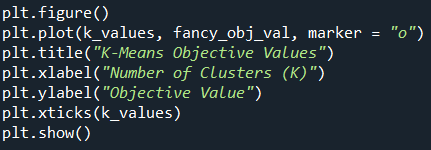 plt.figure()
plt.plot(k_values, fancy_obj_val, marker = "o")
plt.title("K-Means Objective Values")
plt.xlabel("Number of Clusters (K)")
plt.ylabel("Objective Value")
plt.xticks(k_values)
plt.show()